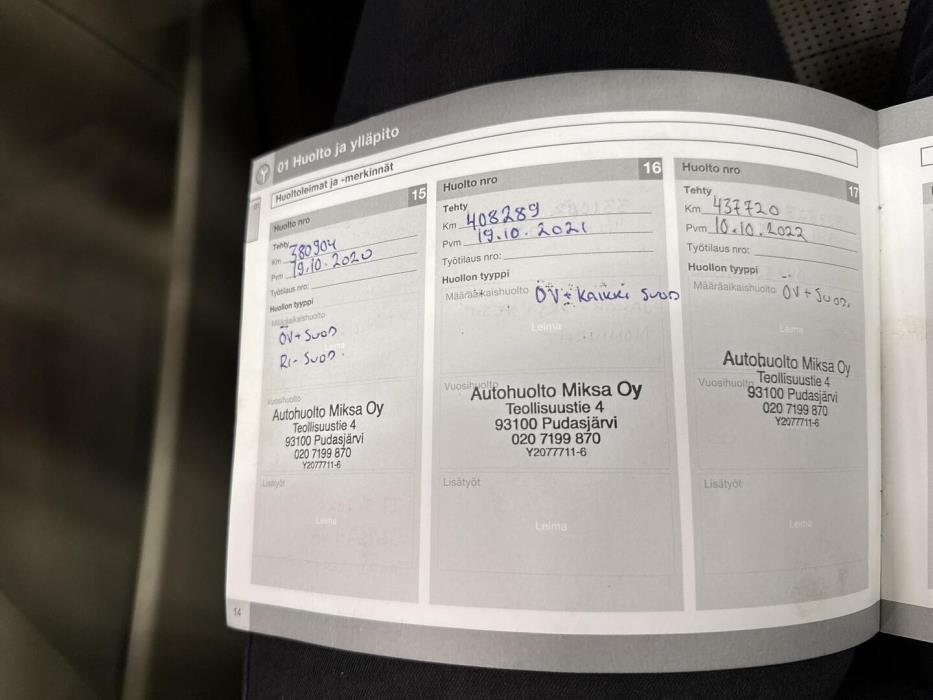 01 Huolto ja ylläpito
Huoltoleimat ja -merkinnät
Huolto nro 15
Tehty
Km 380904
Pvm 19.10.2020
Työtilaus nro:
Huollon tyyppi
Määräaikaishuolto
ÖV+Suod
Ri-Suod.
Leima
Vuosihuolto
Autohuolto Miksa Oy
Teollisuustie 4
93100 Pudasjärvi
020 7199 870
Y2077711-6
Lisätyöt
Leima
14
Huolto nro 16
Tehty
Km 408289
Pvm 19.10.2021
Työtilaus nro:
Huollon tyyppi
Määräaikaishuolto ÖV+Kaikki Suod
Leima
Vuosihuolto
Autohuolto Miksa Oy
Teollisuustie 4
93100 Pudasjärvi
020 7199 870
Y2077711-6
Lisätyöt
Leima
Huolto nro 17
Tehty
Km 437720
Pvm 10.10.2022
Työtilaus nro:
Huollon tyyppi
Määräaikaishuolto ÖV+Suod.
Leima
Autohuolto Miksa Oy
Vuosihuolto Teollisuustie 4
93100 Pudasjärvi
020 7199 870
Y2077711-6
Lisätyöt
Leima